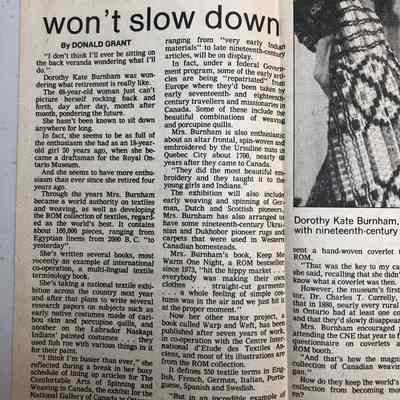 won't slow down
By DONALD GRANT
"I don't think I'll ever be sitting on
the back veranda wondering what I'll
do."
Dorothy Kate Burnham was won-
dering what retirement is really like.
The 68-year-old woman just can't
picture herself rocking back and
forth, day after day, month after
month, pondering the future.
She hasn't been known to sit down
anywhere for long.
In fact, she seems to be as full of
the enthusiasm she had as an 18-year-
old girl 50 years ago, when she be-
came a draftsman for the Royal On-
tario Museum.
And she seems to have more enthu-
siasm than ever since she retired four
years ago.
Through the years Mrs. Burnham
became a world authority on textiles
and weaving, as well as developing
the ROM collection of textiles, regard-
ed as the world's best. It contains
about 160,000 pieces, ranging from
Egyptian linens from 2000 B.C. "to
yesterday".
She's written several books, most
recently an example of international
co-operation, a multi-lingual textile
terminology book.
She's taking a national textile exhi-
bition across the country next year
and after that plans to write several
research papers on subjects such as
early native costumes made of cari-
bou skin and porcupine quills, and
another on the Labrador Naskapi
Indians' painted costumes . . . they
used fish roe with various things in it
for their paint.
"I think I'm busier than ever," she
reflected during a break in her busy
schedule of lining up articles for The
Comfortable Arts of Spinning and
Weaving in Canada, the exhibit for the
National Gallery of Canada
ranging from "very early Indian
materials" to late nineteenth-century
articles, will be on display.
In fact, under a federal Govern-
ment program, some of the early arti-
cles are being "repatriated" from
Europe where they'd been taken by
early seventeenth- and eighteenth-
century travellers and missionaries in
Canada. Some of these include the
beautiful combinations of weaving
and porcupine quills.
Mrs. Burnham is also enthusiastic
about an altar frontal, spin-woven and
embroidered by the Ursuline nuns in
Quebec City about 1700, nearly
years after they came to Canada.
"They did the most beautiful em-
broidery and they taught it to the
young girls and Indians."
The exhibition will also include
early weaving and spinning of Ger-
man, Dutch and Scottish pioneers.
Mrs. Burnham has also arranged to
have some nineteenth-century Ukrai-
nian and Dukhobor pioneer rugs and
carpets that were used in Western
Canadian homesteads.
Mrs. Burnham's book, Keep Me
Warm One Night, a ROM bestseller
since 1973, "hit the hippy market . .
everybody was making their own
clothes . . . straight-cut garments
. . . a whole feeling of simple cos-
tume was in the air and we just hit it
at the proper moment."
Now her other major project, a
book called Warp and Weft, has been
published after seven years of work,
in co-operation with the Centre Inter-
national d'Etude des Textiles An-
ciens, and most of its illustrations are
from the ROM collection.
It defines 350 textile terms in Eng-
lish, French, German, Italian, Portu-
guese, Spanish and Swedish.
"But in an incredible example of
Dorothy Kate Burnham,
with nineteenth-century
sent a hand-woven coverlet to
ROM.
"That was the key to my ca
she said, recalling that she didn't
know what a coverlet was then.
However, the museum's first
tor, Dr. Charles T. Currelly,
that in 1880, nearly every rural
in Ontario had at least one co
and that they'd slowly disappear
Mrs. Burnham encouraged
attending the CNE that year to f
questionnaire on coverlets a
ROM booth.
"And that's how the magn
collection of Canadian weavin
in."
How do they keep the world's
collection from becoming